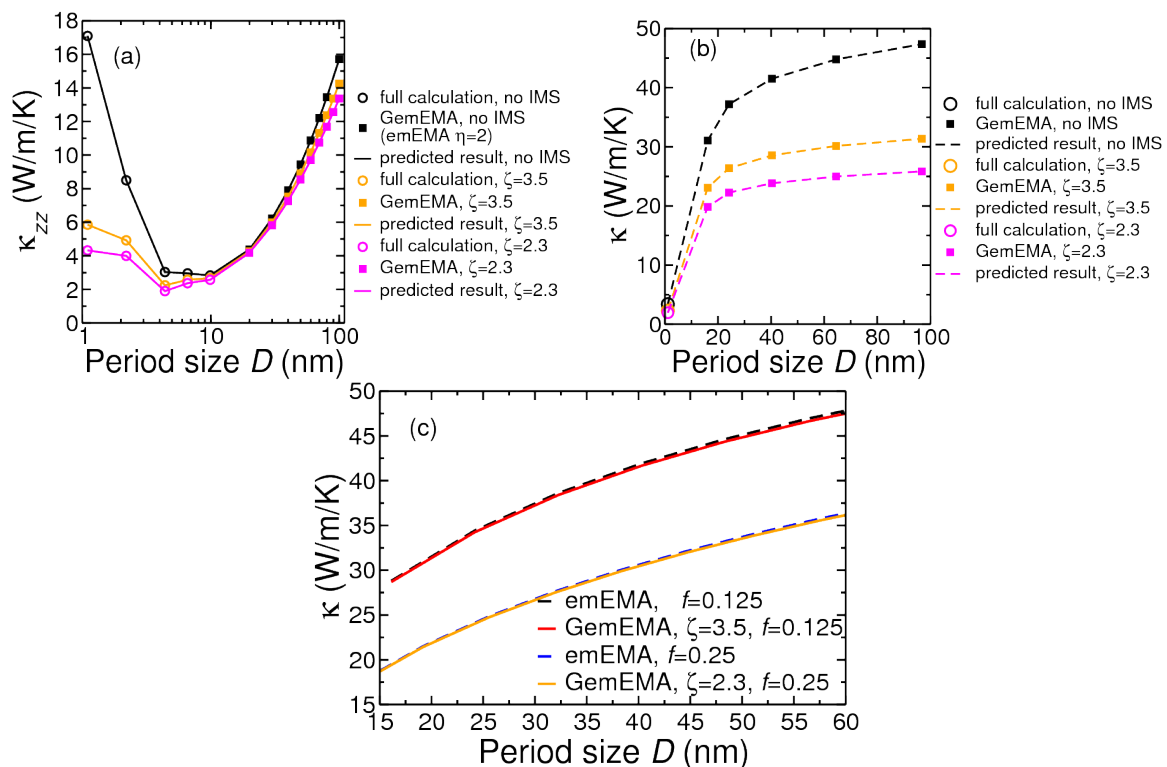 (a)
18
16
14
12
10
8
6
4
2
0
κzz (W/m/K)
1
10
100
Period size D (nm)
full calculation, no IMS
GemEMA, no IMS
(emEMA η=2)
predicted result, no IMS
full calculation, ζ=3.5
GemEMA, ζ=3.5
predicted result, ζ=3.5
full calculation, ζ=2.3
GemEMA, ζ=2.3
predicted result, ζ=2.3
(b)
50
40
30
20
10
0
κ (W/m/K)
0 20 40 60 80 100
Period size D (nm)
full calculation, no IMS
GemEMA, no IMS
predicted result, no IMS
full calculation, ζ=3.5
GemEMA, ζ=3.5
predicted result, ζ=3.5
full calculation, ζ=2.3
GemEMA, ζ=2.3
predicted result, ζ=2.3
(c)
50
45
40
35
30
25
20
15
κ (W/m/K)
emEMA, f=0.125
GemEMA, ζ=3.5, f=0.125
emEMA, f=0.25
GemEMA, ζ=2.3, f=0.25
15 20 25 30 35 40 45 50 55 60
Period size D (nm)